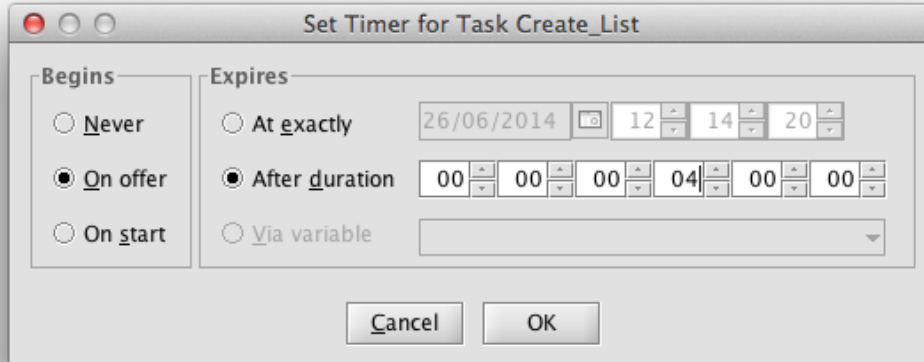 Set Timer for Task Create_List
Begins
Never
On offer
On start
Expires
At exactly 26/06/2014 12 14 20
After duration 00 00 00 04 00 00
Via variable
Cancel OK